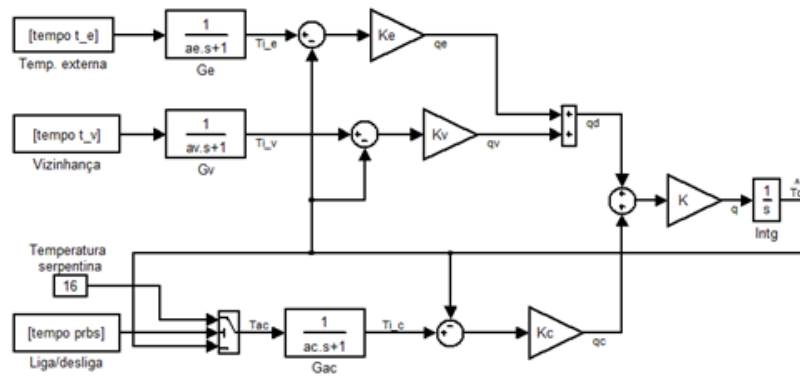 [tempo t_e]
Temp. externa
1
ae.s+1
Ge
Ti_e
Ke
qe
[tempo t_v]
Vizinhança
1
av.s+1
Gv
Ti_v
Kv
qv
qd
K
q
1
s
Intg
Temperatura
serpentina
16
[tempo prbs]
Liga/desliga
Tac
1
ac.s+1
Gac
Ti_c
Kc
qc